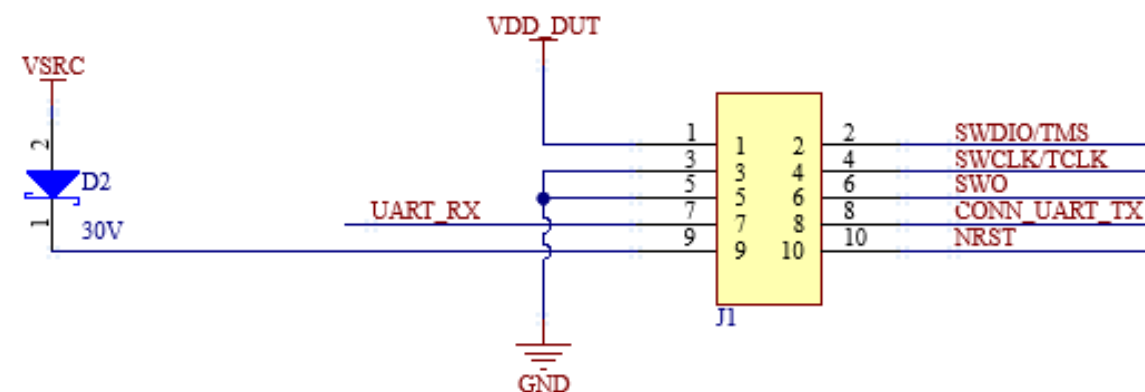 VDD_DUT
VSRC
2
D2
1
30V
UART_RX
1 1 2 2 SWDIO/TMS
3 3 4 4 SWCLK/TCLK
5 5 6 6 SWO
7 7 8 8 CONN_UART_TX
9 9 10 10 NRST
J1
GND